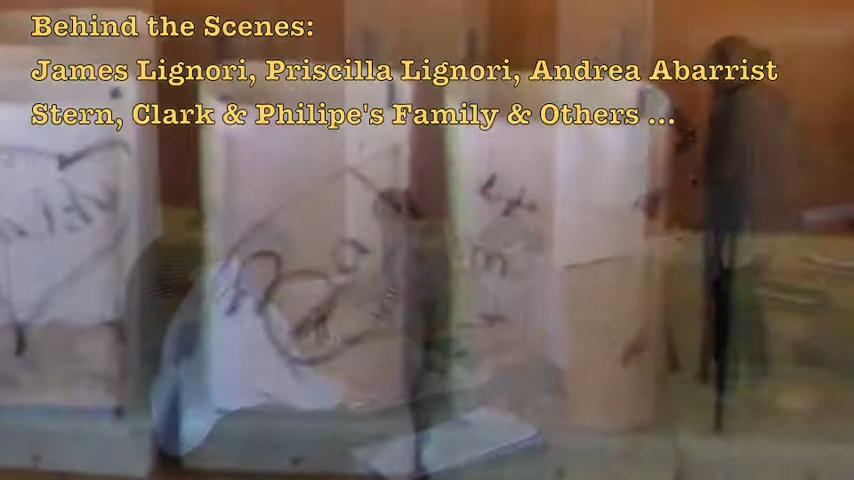 Behind the Scenes:
James Lignori, Priscilla Lignori, Andrea Abarrist
Stern, Clark & Philipe's Family & Others ...